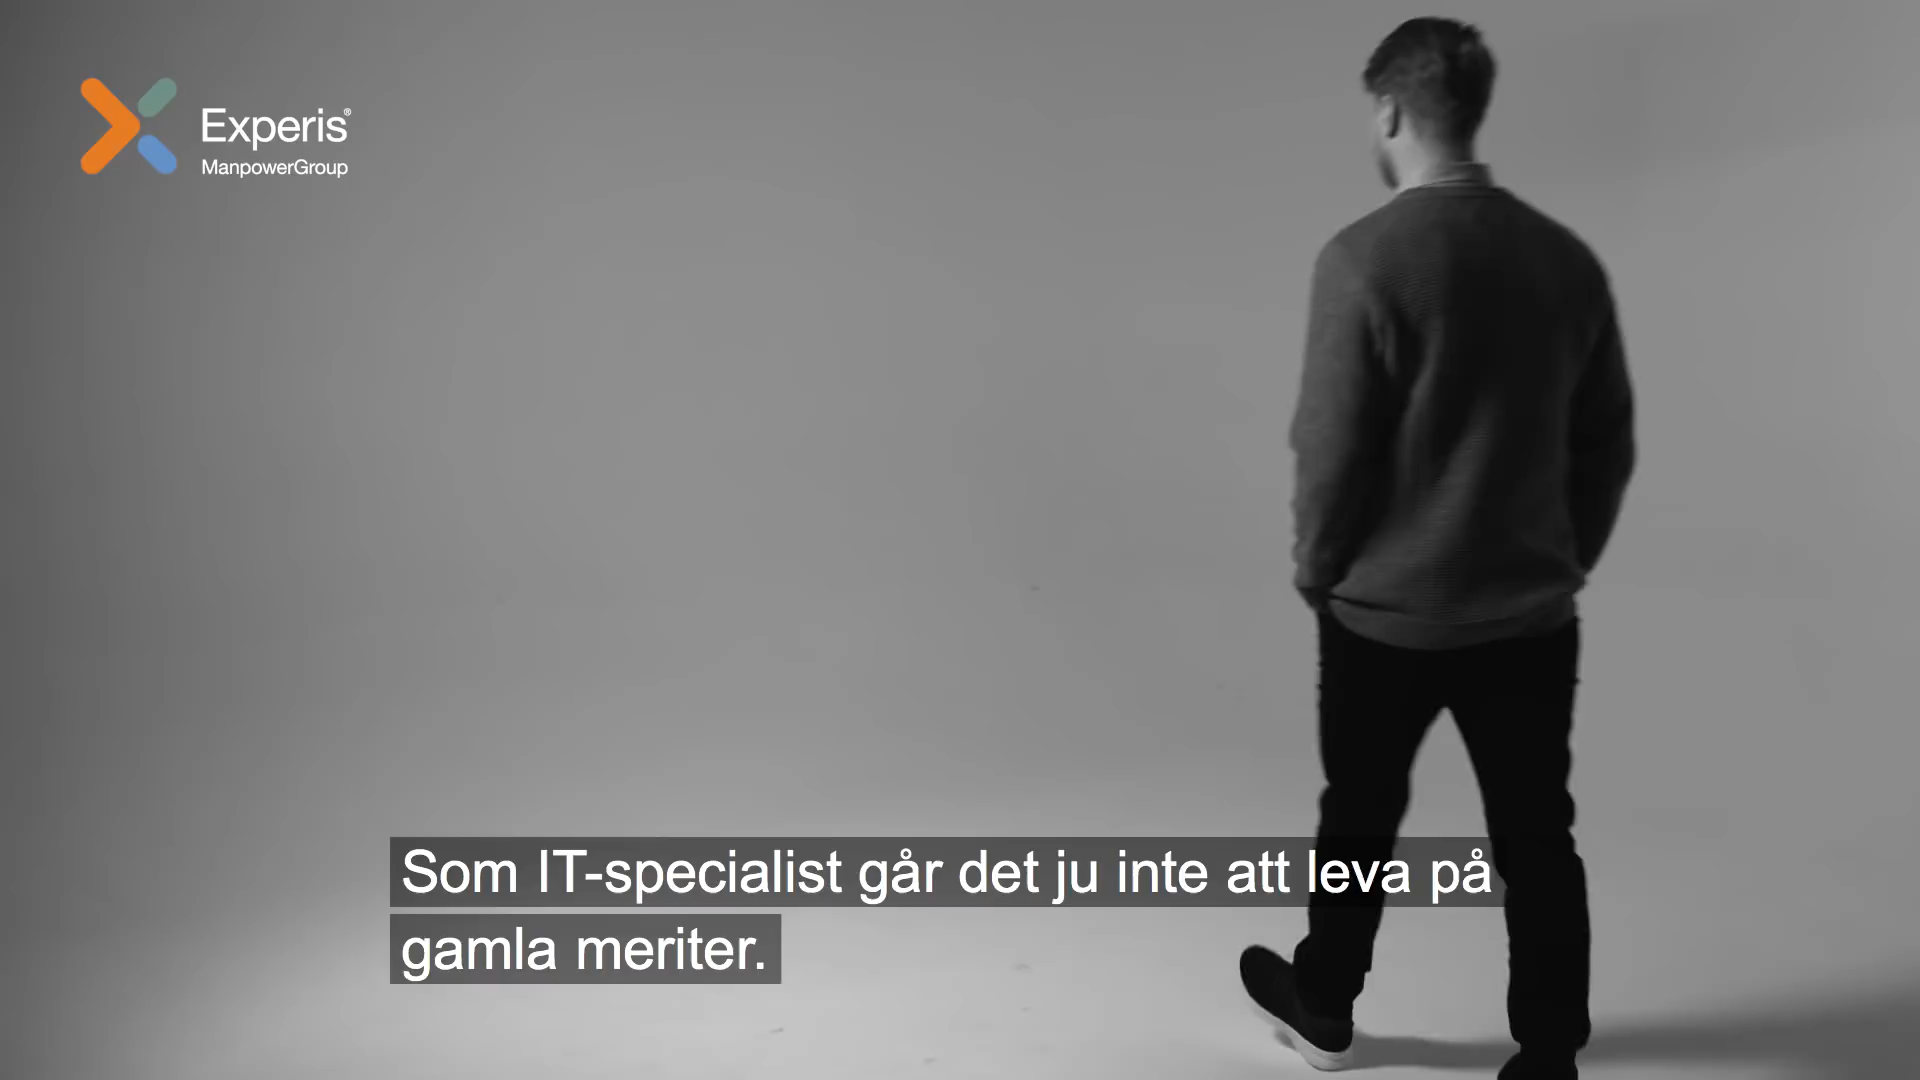 Experis®
ManpowerGroup
Som IT-specialist går det ju inte att leva på
gamla meriter.